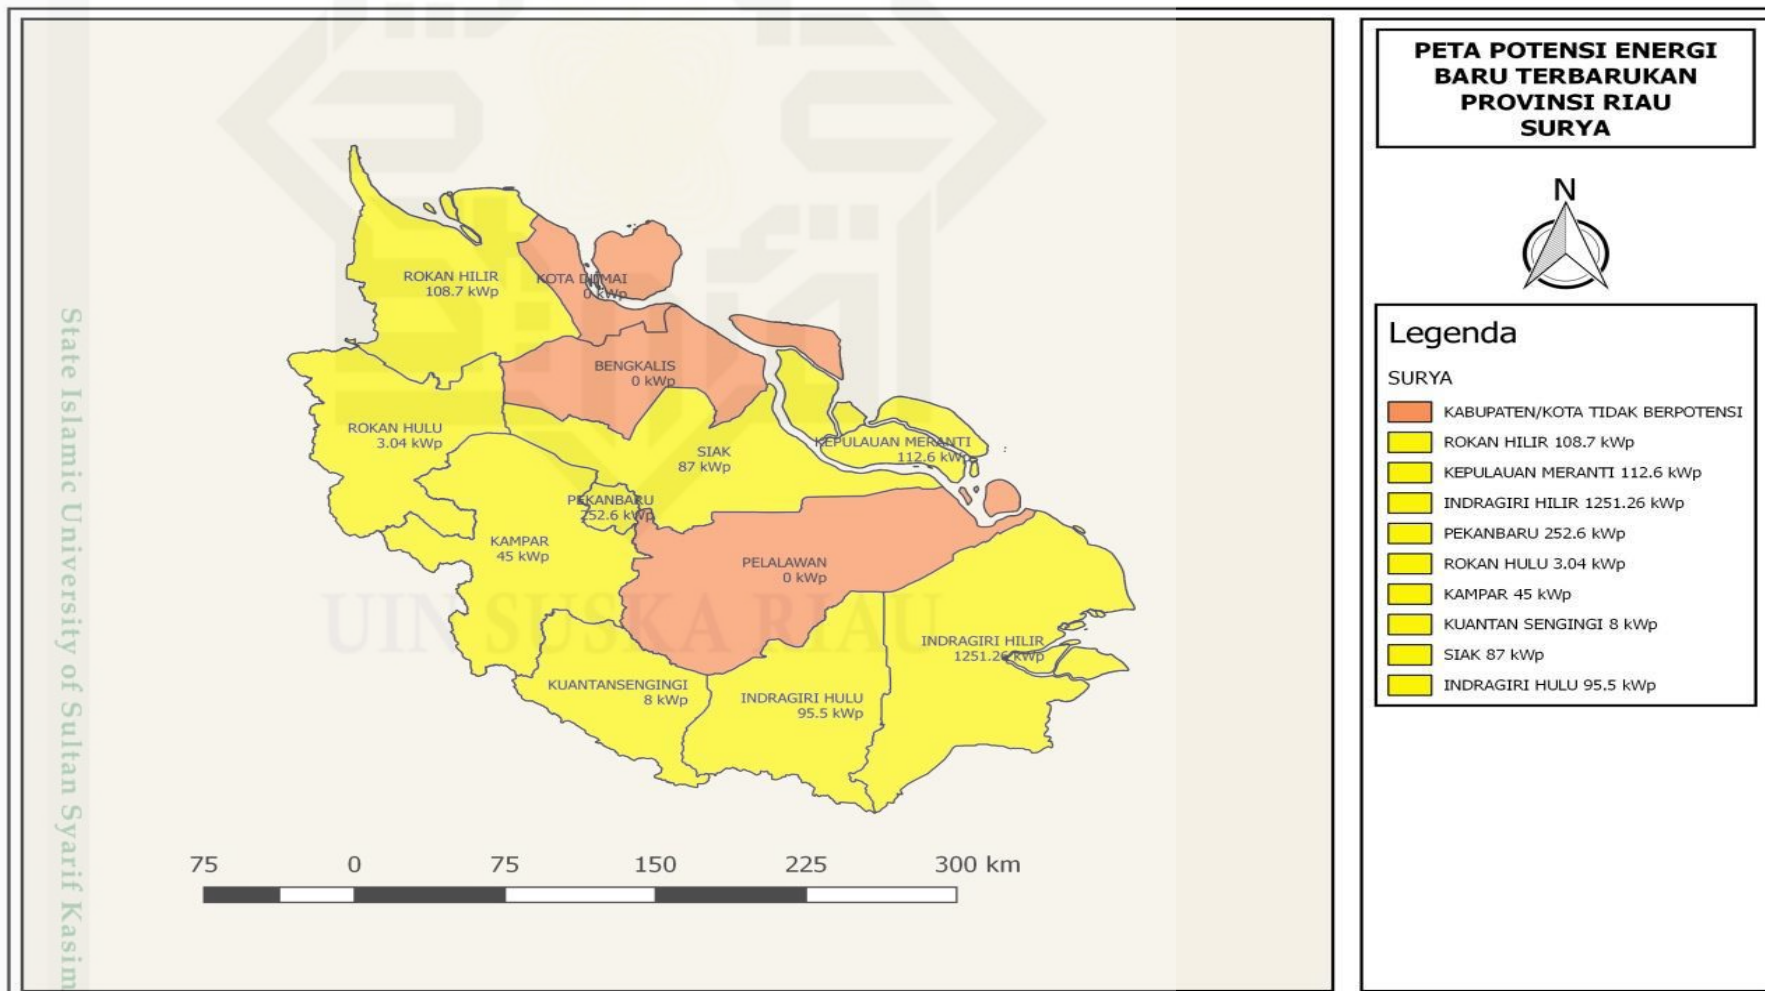 PETA POTENSI ENERGI
BARU TERBARUKAN
PROVINSI RIAU
SURYA
N
Legenda
SURYA
KABUPATEN/KOTA TIDAK BERPOTENSI
ROKAN HILIR 108.7 kWp
KEPULAUAN MERANTI 112.6 kWp
INDRAGIRI HILIR 1251.26 kWp
PEKANBARU 252.6 kWp
ROKAN HULU 3.04 kWp
KAMPAR 45 kWp
KUANTAN SENGINGI 8 kWp
SIAK 87 kWp
INDRAGIRI HULU 95.5 kWp
ROKAN HILIR
108.7 kWp
KOTA DUMAI
0 kWp
BENGKALIS
0 kWp
ROKAN HULU
3.04 kWp
SIAK
87 kWp
KEPULAUAN MERANTI
112.6 kWp
PEKANBARU
252.6 kWp
KAMPAR
45 kWp
PELALAWAN
0 kWp
INDRAGIRI HILIR
1251.26 kWp
KUANTANSENGINGI
8 kWp
INDRAGIRI HULU
95.5 kWp
UIN SUSKA RIAU
75 0 75 150 225 300 km
State Islamic University of Sultan Syarif Kasim